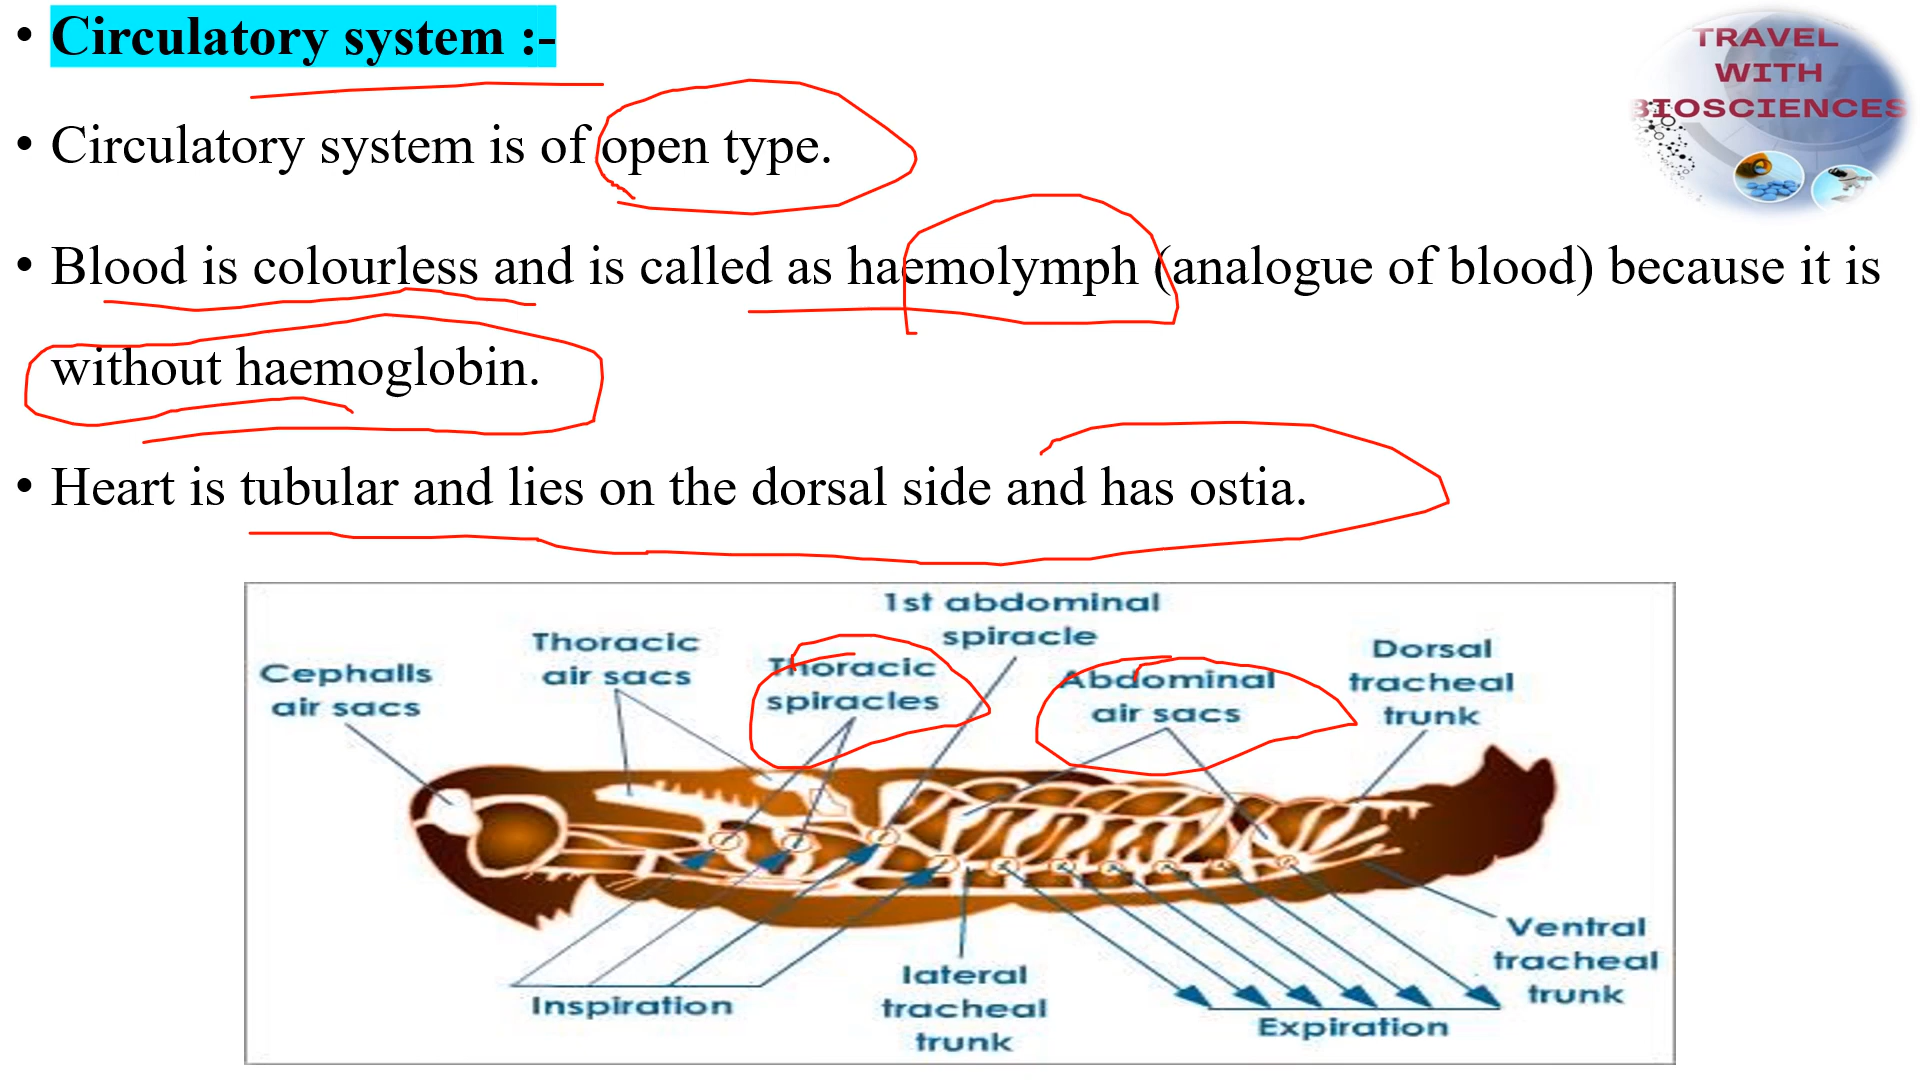 • Circulatory system :-
• Circulatory system is of open type.
• Blood is colourless and is called as haemolymph (analogue of blood) because it is
without haemoglobin.
• Heart is tubular and lies on the dorsal side and has ostia.
TRAVEL
WITH
BIOSCIENCES
1st abdominal
spiracle
Thoracic
air sacs
Cephalls
air sacs
Thoracic
spiracles
Abdominal
air sacs
Dorsal
tracheal
trunk
Inspiration
lateral
tracheal
trunk
Expiration
Ventral
tracheal
trunk